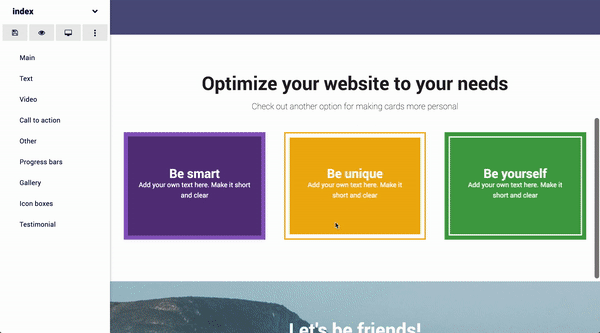 index
Main
Text
Video
Call to action
Other
Progress bars
Gallery
Icon boxes
Testimonial
Optimize your website to your needs
Check out another option for making cards more personal
Be smart
Add your own text here. Make it short
and clear
Be unique
Add your own text here. Make it short
and clear
Be yourself
Add your own text here. Make it short
and clear
Let's be friends!